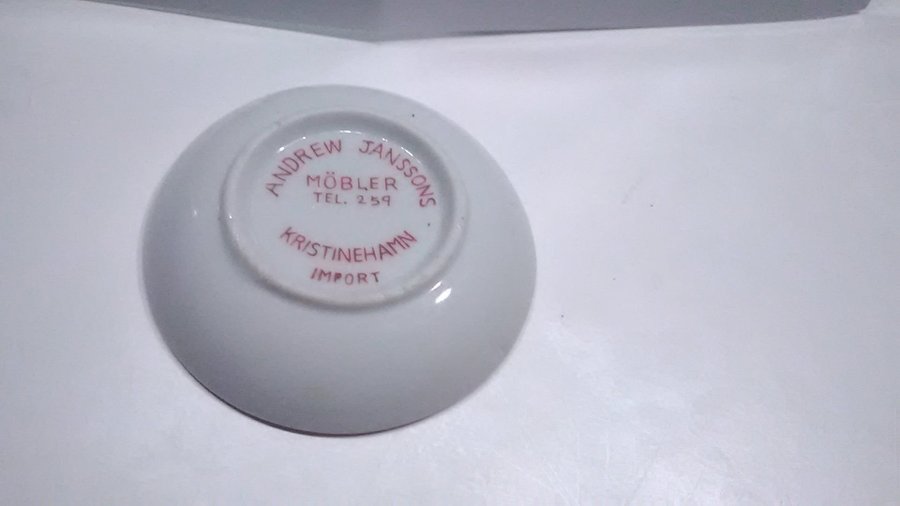 ANDREW JANSSONS
MÖBLER
TEL. 259
KRISTINEHAMN
IMPORT